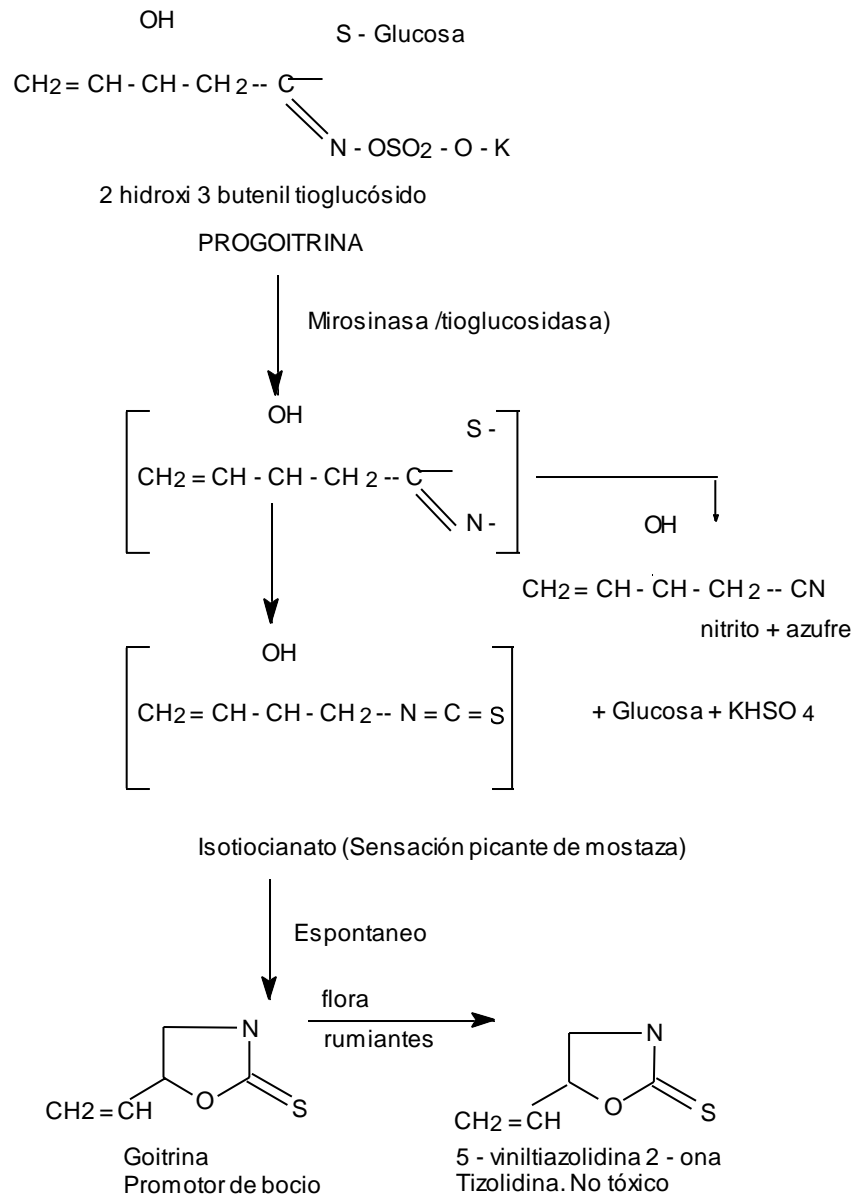 OH
S - Glucosa
CH2 = CH - CH - CH2 -- C
N - OSO2 - O - K
2 hidroxi 3 butenil tioglucósido
PROGOITRINA
Mirosinasa /tioglucosidasa)
OH
S -
CH2 = CH - CH - CH2 -- C
N -
OH
CH2 = CH - CH - CH2 -- CN
nitrito + azufre
OH
CH2 = CH - CH - CH2 -- N = C = S
+ Glucosa + KHSO4
Isotiocianato (Sensación picante de mostaza)
Espontaneo
flora
rumiantes
N
O
S
CH2 = CH
Goitrina
Promotor de bocio
N
O
S
CH2 = CH
5 - viniltiazolidina 2 - ona
Tizolidina. No tóxico